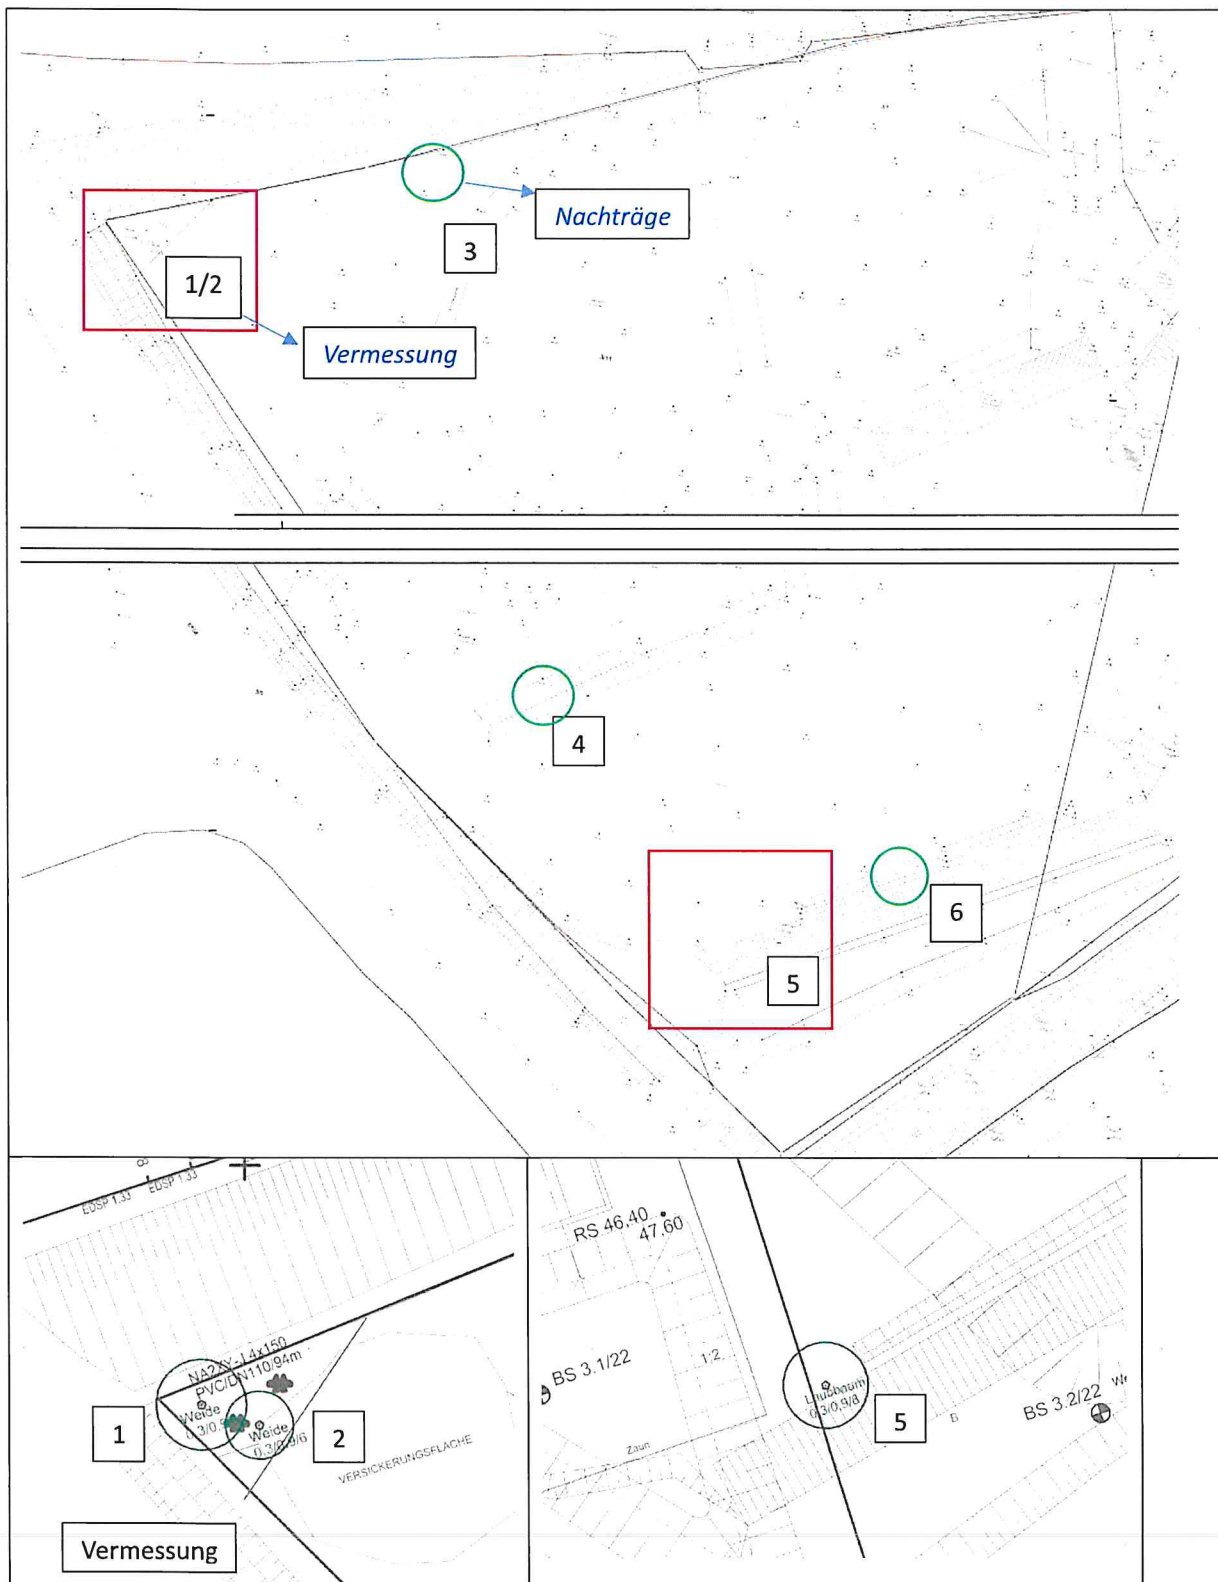 Nachträge
3
1/2
Vermessung
4
6
5
EDSP 1.33
EDSP 1.33
8
NA2XY-J 4x150
PVC/DN110/94m
Weide
Weide
1
2
VERSICKERUNGSFLÄCHE
Vermessung
RS 46,40
47,60
BS 3.1/22
1:2
Laubbaum
0,3/0,9/8
5
BS 3.2/22
Zaun